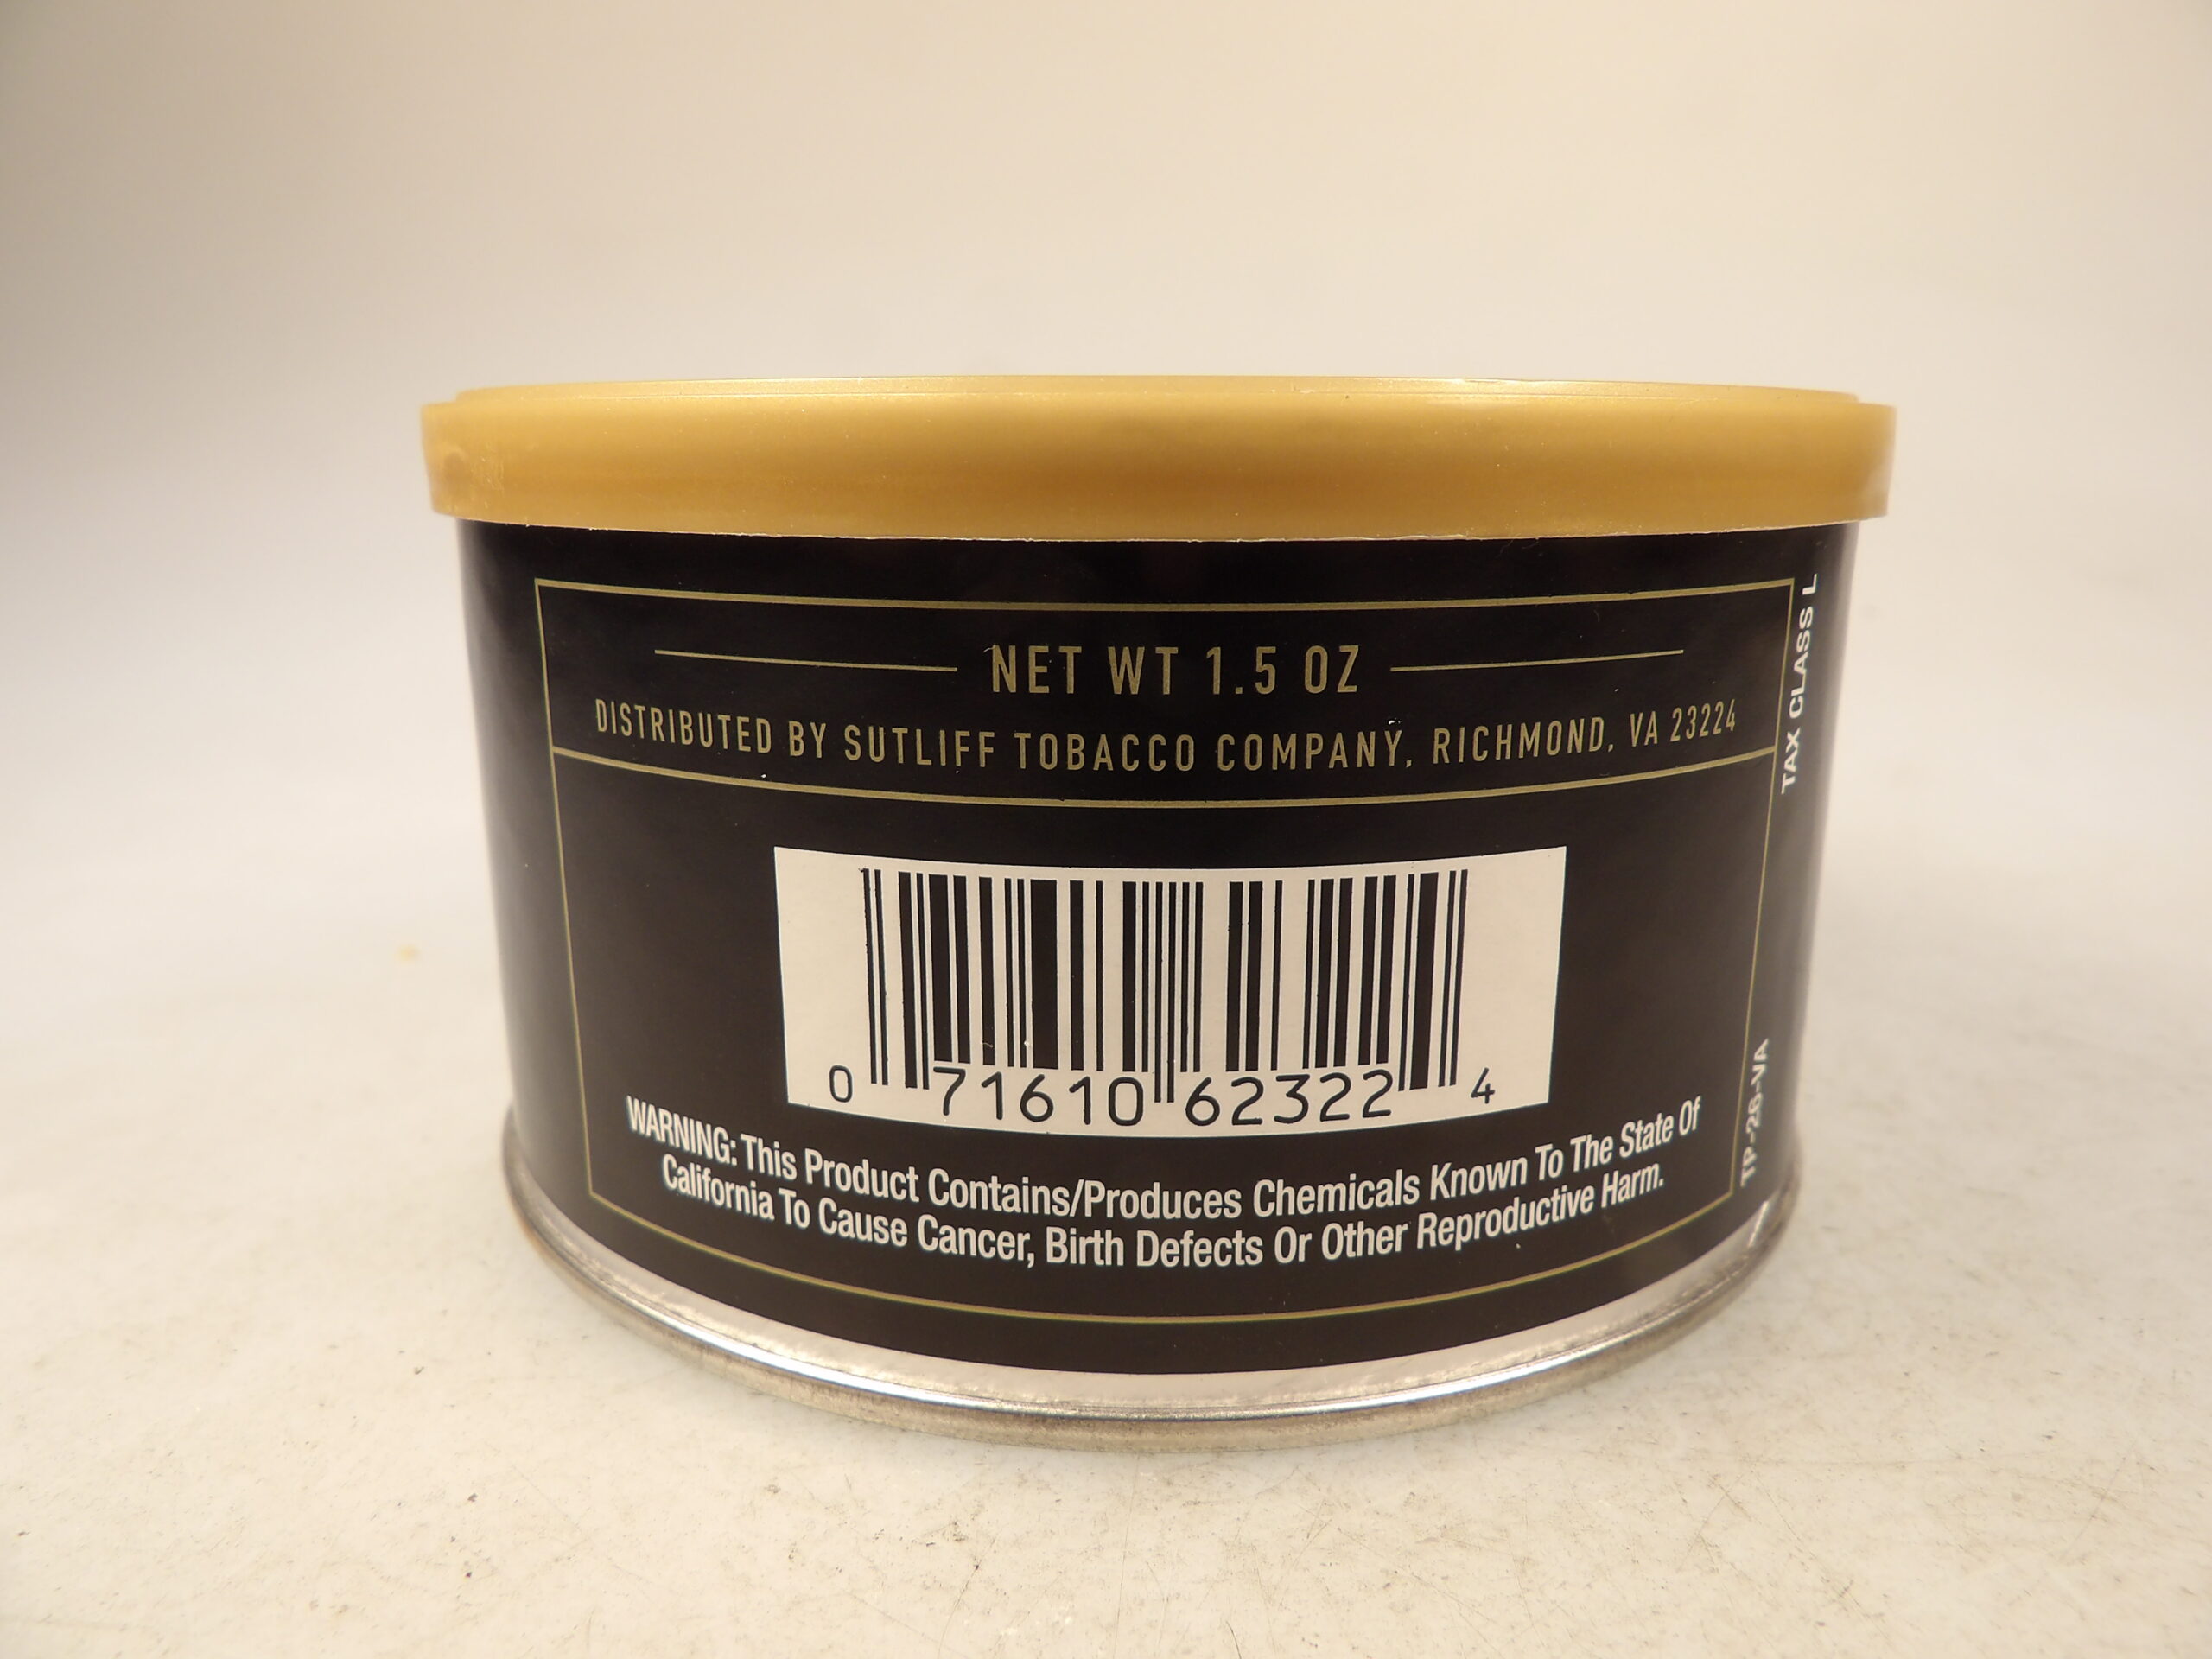 NET WT 1.5 OZ
DISTRIBUTED BY SUTLIFF TOBACCO COMPANY, RICHMOND, VA 23224
TAX CLASS L
0 71610 62322 4
TP-26-VA
WARNING: This Product Contains/Produces Chemicals Known To The State Of
California To Cause Cancer, Birth Defects Or Other Reproductive Harm.